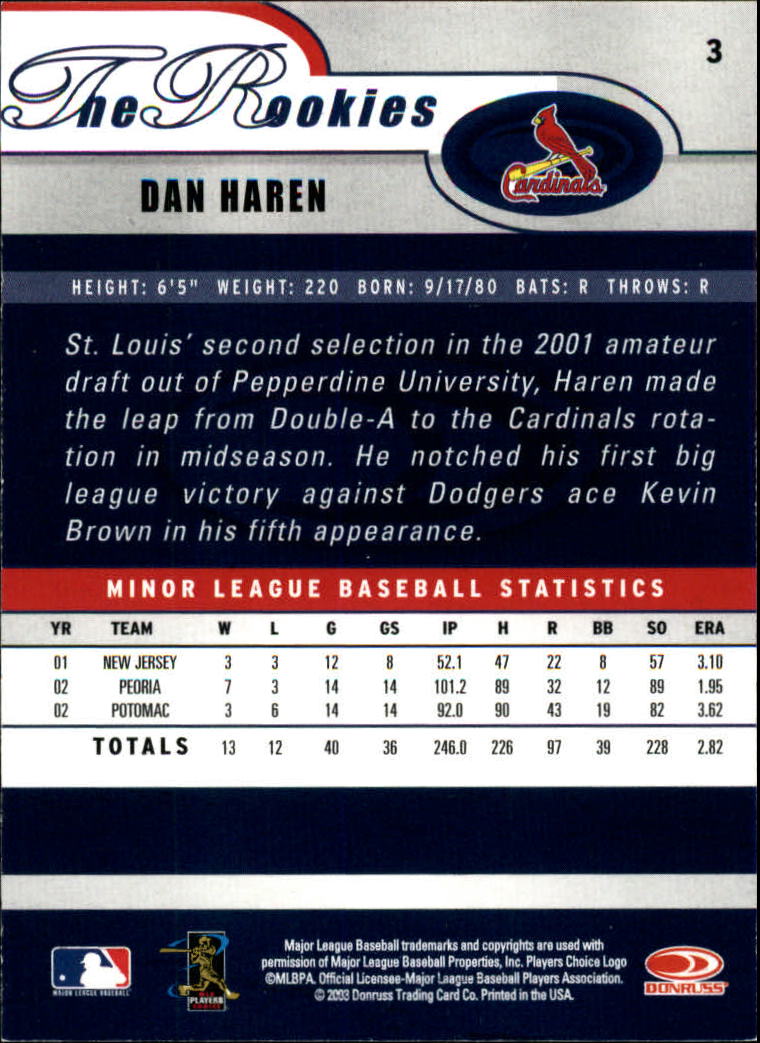 3
The Rookies
Cardinals
DAN HAREN
HEIGHT: 6'5" WEIGHT: 220 BORN: 9/17/80 BATS: R THROWS: R
St. Louis' second selection in the 2001 amateur
draft out of Pepperdine University, Haren made
the leap from Double-A to the Cardinals rota-
tion in midseason. He notched his first big
league victory against Dodgers ace Kevin
Brown in his fifth appearance.
MINOR LEAGUE BASEBALL STATISTICS
YR TEAM W L G GS IP H R BB SO ERA
01 NEW JERSEY 3 3 12 8 52.1 47 22 8 57 3.10
02 PEORIA 7 3 14 14 101.2 89 32 12 89 1.95
02 POTOMAC 3 6 14 14 92.0 90 43 19 82 3.62
TOTALS 13 12 40 36 246.0 226 97 39 228 2.82
Major League Baseball trademarks and copyrights are used with
permission of Major League Baseball Properties, Inc. Players Choice Logo
©MLBPA. Official Licensee-Major League Baseball Players Association.
© 2003 Donruss Trading Card Co. Printed in the USA.
MAJOR LEAGUE BASEBALL
MLB
PLAYERS
CHOICE
DONRUSS